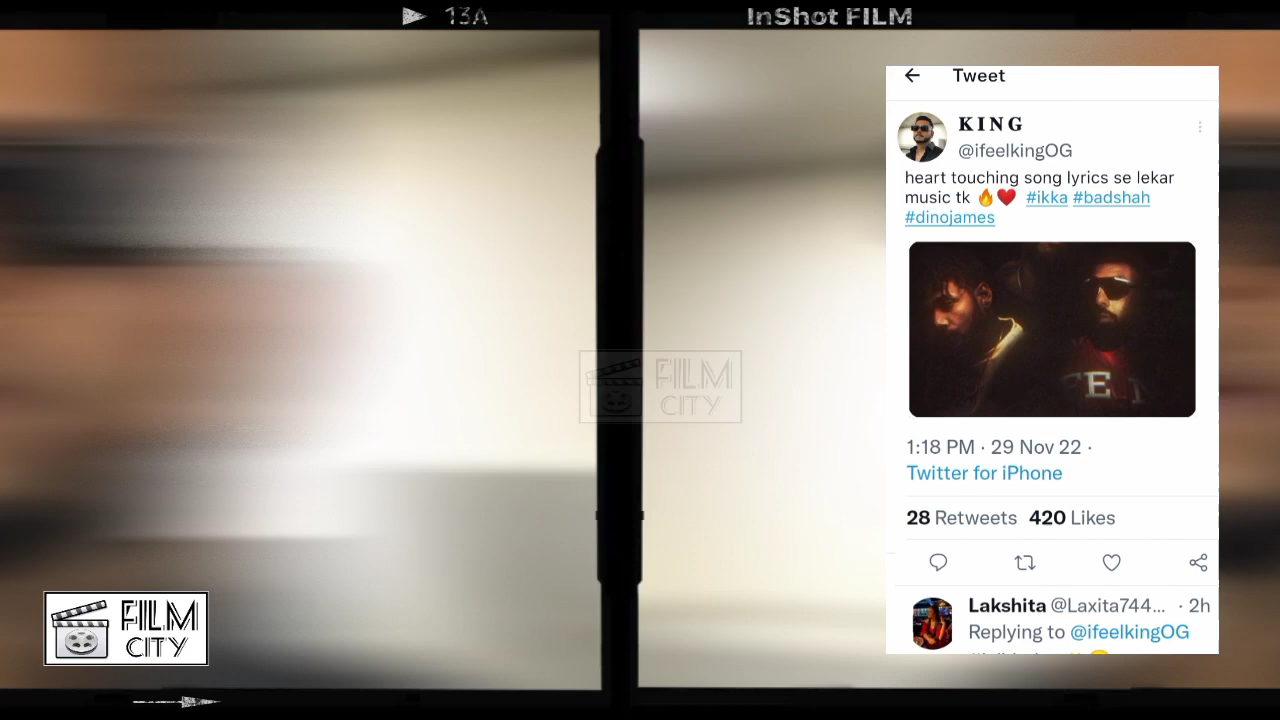 13A
InShot FILM
Tweet
KING
@ifeelkingOG
heart touching song lyrics se lekar
music tk 🔥❤️ #ikka #badshah
#dinojames
1:18 PM · 29 Nov 22 ·
Twitter for iPhone
28 Retweets 420 Likes
Lakshita @Laxita744... · 2h
Replying to @ifeelkingOG
FILM
CITY
FILM
CITY